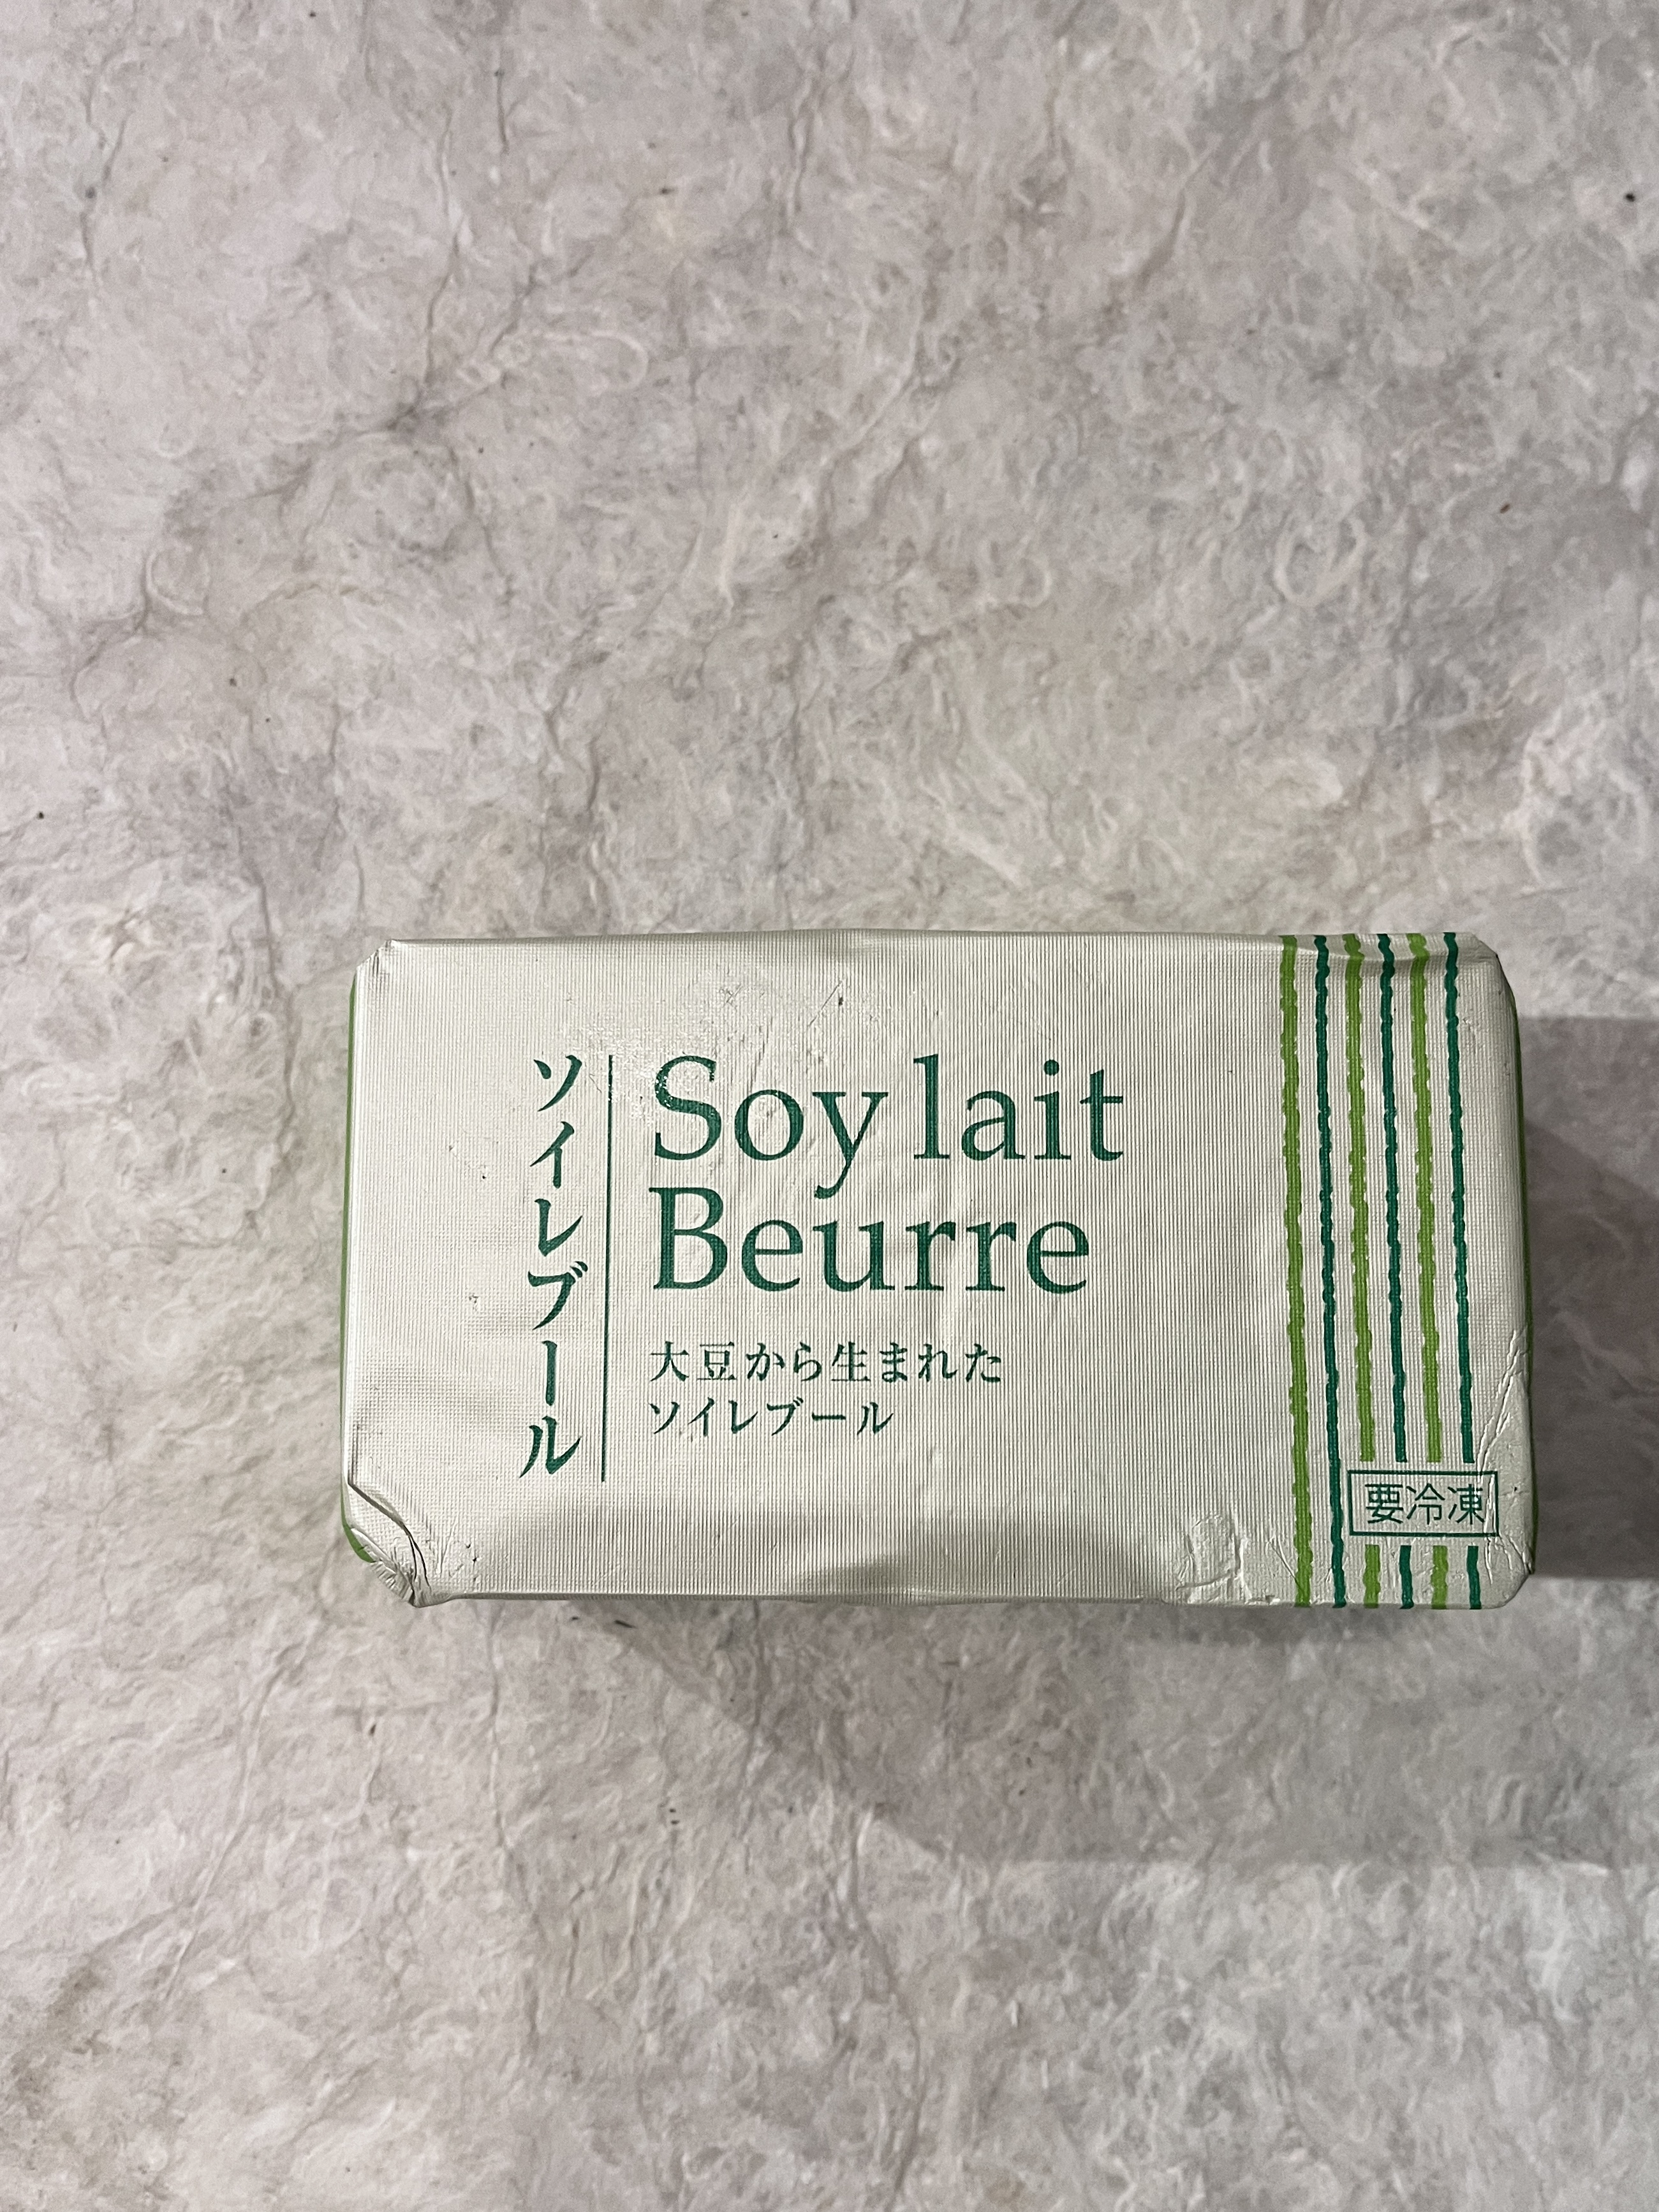 ソイレブール
Soy lait
Beurre
大豆から生まれた
ソイレブール
要冷凍